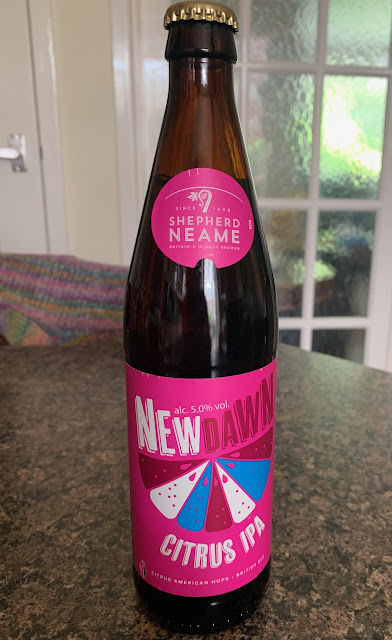 SINCE 1698
SHEPHERD
NEAME
BRITAIN'S OLDEST BREWER
alc. 5.0% vol.
NEW DAWN
CITRUS IPA
CITRUS AMERICAN HOPS - BRITISH ALE